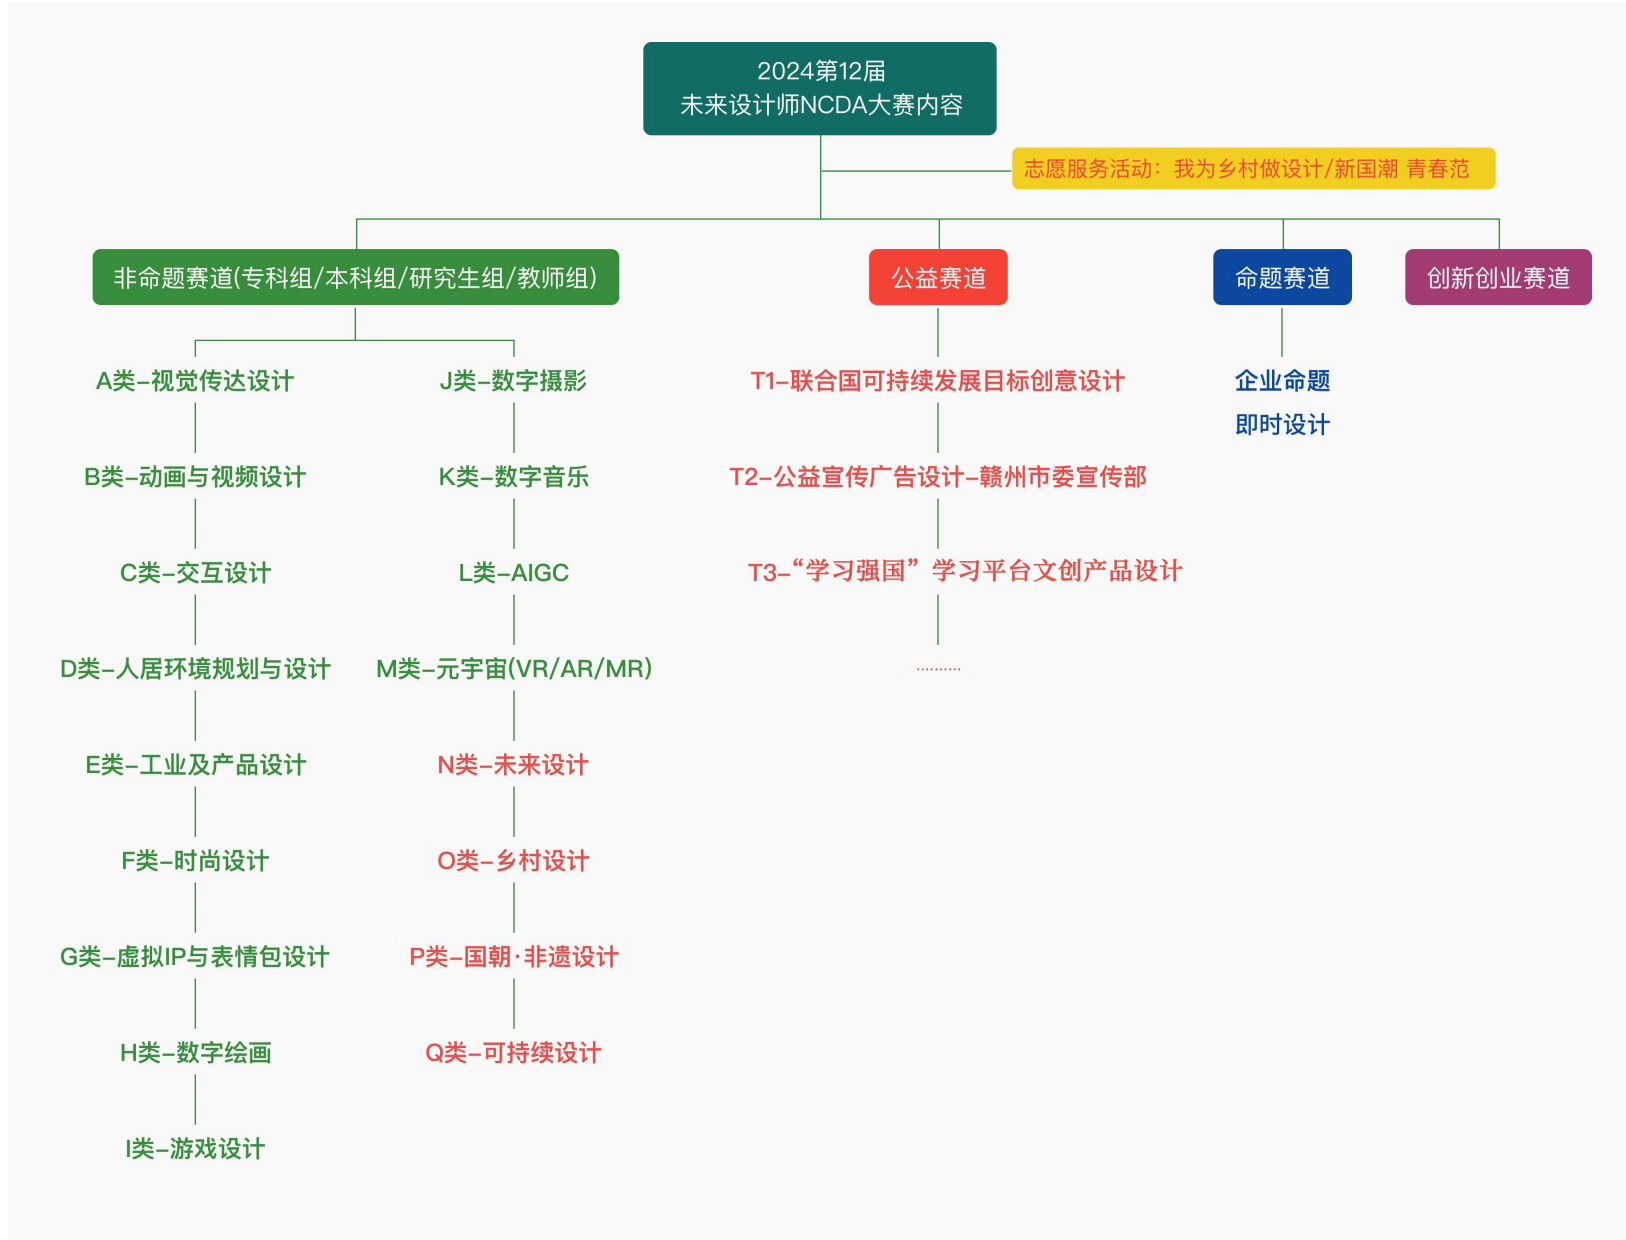 2024第12届
未来设计师NCDA大赛内容
志愿服务活动：我为乡村做设计/新国潮 青春范
非命题赛道(专科组/本科组/研究生组/教师组)
公益赛道
命题赛道
创新创业赛道
A类-视觉传达设计
B类-动画与视频设计
C类-交互设计
D类-人居环境规划与设计
E类-工业及产品设计
F类-时尚设计
G类-虚拟IP与表情包设计
H类-数字绘画
I类-游戏设计
J类-数字摄影
K类-数字音乐
L类-AIGC
M类-元宇宙(VR/AR/MR)
N类-未来设计
O类-乡村设计
P类-国朝·非遗设计
Q类-可持续设计
T1-联合国可持续发展目标创意设计
T2-公益宣传广告设计-赣州市委宣传部
T3-“学习强国”学习平台文创产品设计
..........
企业命题
即时设计